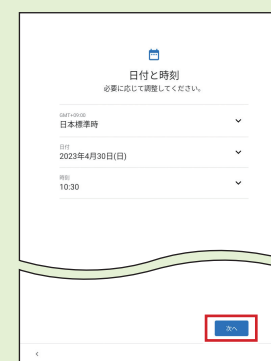 日付と時刻
必要に応じて調整してください。
GMT+09:00
日本標準時
日付
2023年4月30日(日)
時刻
10:30
次へ